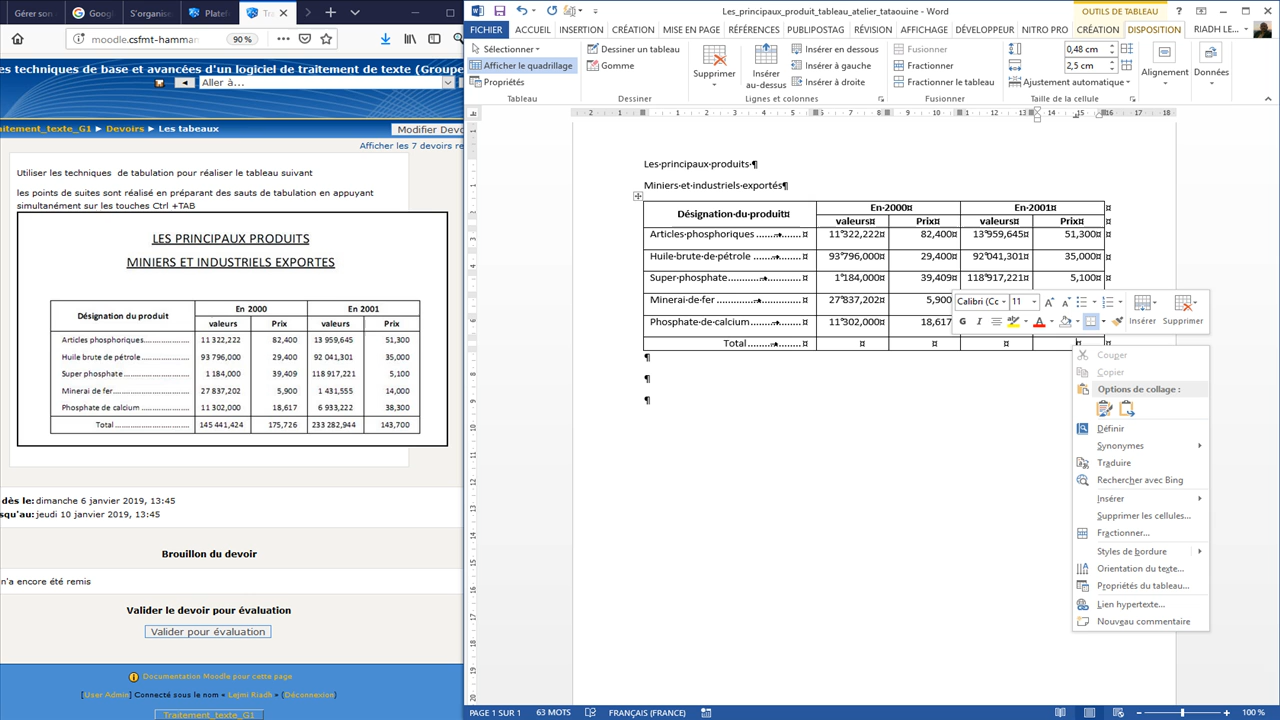 Gérer son
Googl
S'organise
Platef
Tra
moodle.csfmt-hammar
90 %
es techniques de base et avancées d'un logiciel de traitement de texte (Groupe
Aller à...
aitement_texte_G1 ► Devoirs ► Les tabeaux
Modifier Devo
Afficher les 7 devoirs re
Utiliser les techniques de tabulation pour réaliser le tableau suivant
les points de suites sont réalisé en préparant des sauts de tabulation en appuyant
simultanément sur les touches Ctrl +TAB
LES PRINCIPAUX PRODUITS
MINIERS ET INDUSTRIELS EXPORTES
Désignation du produit En 2000 En 2001
valeurs Prix valeurs Prix
Articles phosphoriques 11 322,222 82,400 13 959,645 51,300
Huile brute de pétrole 93 796,000 29,400 92 041,301 35,000
Super phosphate 1 184,000 39,409 118 917,221 5,100
Minerai de fer 27 837,202 5,900 1 431,555 14,000
Phosphate de calcium 11 302,000 18,617 6 933,222 38,300
Total 145 441,424 175,726 233 282,944 143,700
dès le: dimanche 6 janvier 2019, 13:45
squ'au: jeudi 10 janvier 2019, 13:45
Brouillon du devoir
n'a encore été remis
Valider le devoir pour évaluation
Valider pour évaluation
Documentation Moodle pour cette page
[User Admin] Connecté sous le nom « Lejmi Riadh » (Déconnexion)
Traitement_texte_G1
Les_principaux_produit_tableau_atelier_tataouine - Word
OUTILS DE TABLEAU
FICHIER ACCUEIL INSERTION CRÉATION MISE EN PAGE RÉFÉRENCES PUBLIPOSTAG RÉVISION AFFICHAGE DÉVELOPPEUR NITRO PRO CRÉATION DISPOSITION RIADH LE...
Sélectionner
Afficher le quadrillage
Propriétés
Tableau
Dessiner un tableau
Gomme
Dessiner
Supprimer
Insérer au-dessus
Insérer en dessous
Insérer à gauche
Insérer à droite
Lignes et colonnes
Fusionner
Fractionner
Fractionner le tableau
Fusionner
0,48 cm
2,5 cm
Ajustement automatique
Taille de la cellule
Alignement
Données
Les·principaux·produits·¶
Miniers·et·industriels·exportés¶
Désignation·du·produit¤ En·2000¤ En·2001¤ ¤
valeurs¤ Prix¤ valeurs¤ Prix¤ ¤
Articles·phosphoriques ¤ 11°322,222¤ 82,400¤ 13°959,645¤ 51,300¤ ¤
Huile·brute·de·pétrole ¤ 93°796,000¤ 29,400¤ 92°041,301¤ 35,000¤ ¤
Super·phosphate ¤ 1°184,000¤ 39,409¤ 118°917,221¤ 5,100¤ ¤
Minerai·de·fer ¤ 27°837,202¤ 5,900
Phosphate·de·calcium ¤ 11°302,000¤ 18,617
Total ¤ ¤ ¤ ¤ ¤ ¤
¶
¶
¶
Calibri (Cc 11
G I
Insérer Supprimer
Couper
Copier
Options de collage :
Définir
Synonymes
Traduire
Rechercher avec Bing
Insérer
Supprimer les cellules...
Fractionner...
Styles de bordure
Orientation du texte...
Propriétés du tableau...
Lien hypertexte...
Nouveau commentaire
PAGE 1 SUR 1 63 MOTS FRANÇAIS (FRANCE) 100 %